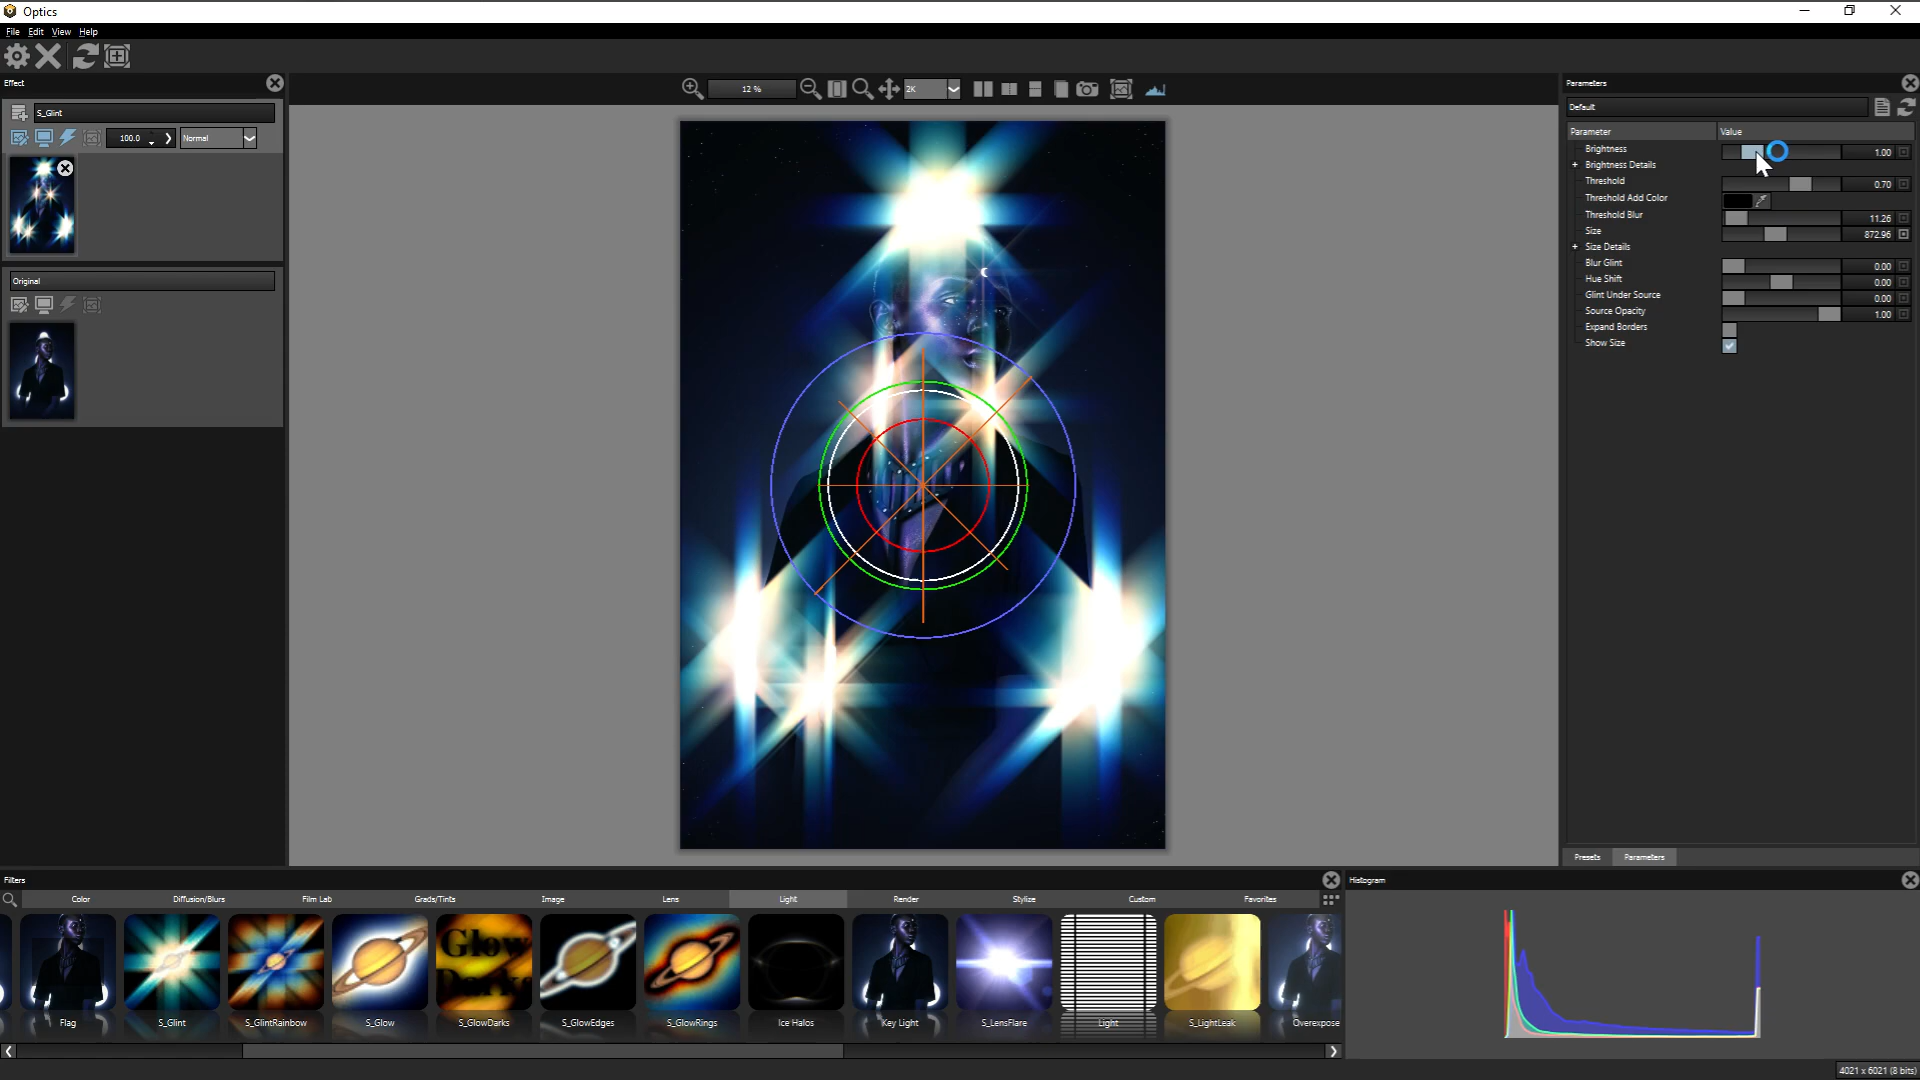 Optics
File Edit View Help
Effect
S_Glint
100.0 Normal
Original
12 % 2K
Parameters
Default
Parameter Value
Brightness 1.00
Brightness Details
Threshold 0.70
Threshold Add Color
Threshold Blur 11.26
Size 872.96
Size Details
Blur Glint 0.00
Hue Shift 0.00
Glint Under Source 0.00
Source Opacity 1.00
Expand Borders
Show Size
Presets Parameters
Filters
Color Diffusion/Blurs Film Lab Grads/Tints Image Lens Light Render Stylize Custom Favorites
Glow
Flag S_Glint S_GlintRainbow S_Glow S_GlowDarks S_GlowEdges S_GlowRings Ice Halos Key Light S_LensFlare Light S_LightLeak Overexpose
Histogram
4021 x 6021 (8 bits)